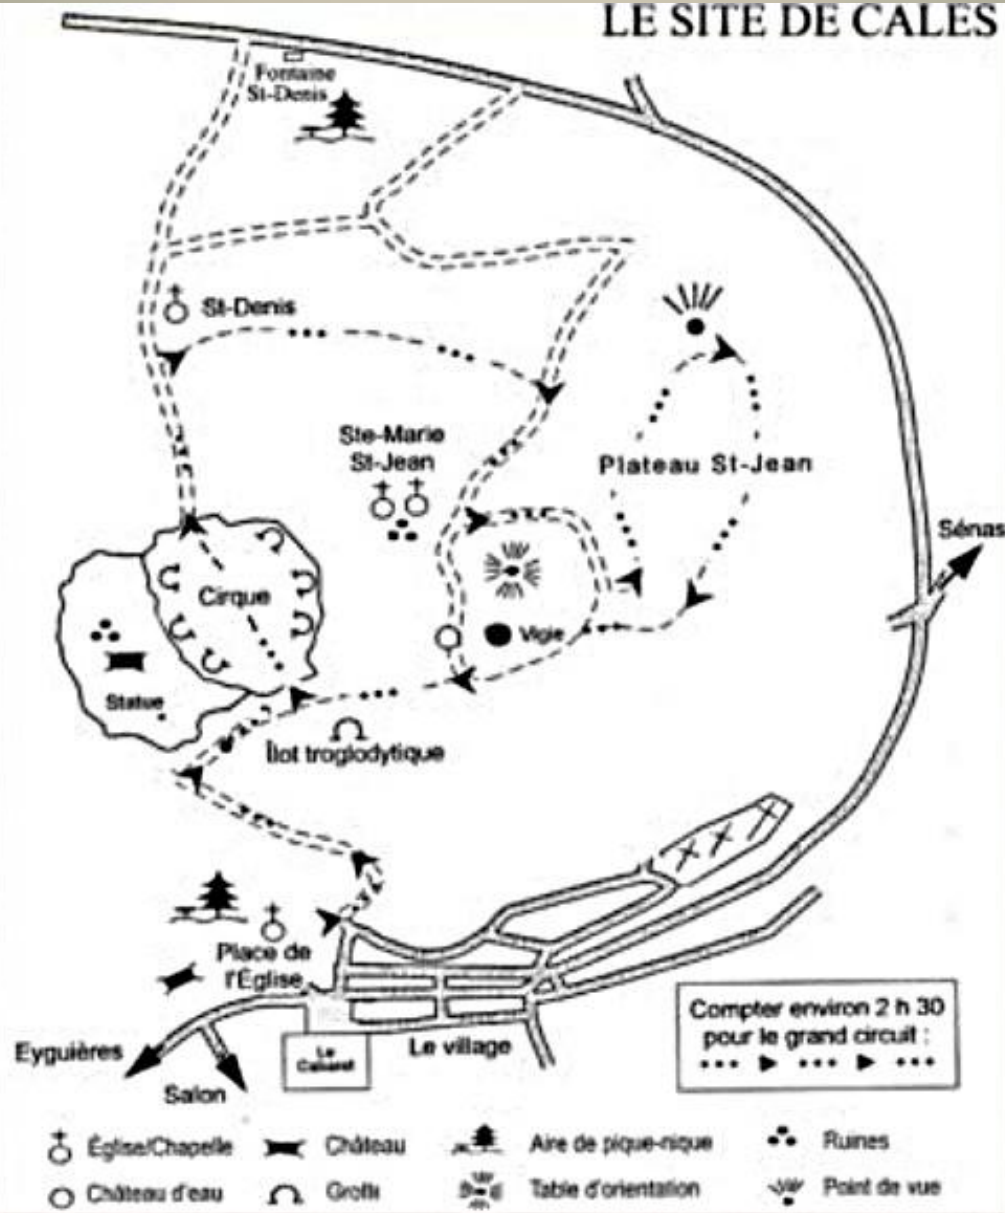 LE SITE DE CALES
Fontaine
St-Denis
St-Denis
Ste-Marie
St-Jean
Plateau St-Jean
Sénas
Cirque
Vigie
Statue
Îlot troglodytique
Place de
l'Église
Eyguières
Salon
Le
Le village
Compter environ 2 h 30
pour le grand circuit :
Église/Chapelle
Château
Aire de pique-nique
Ruines
Château d'eau
Table d'orientation
Point de vue